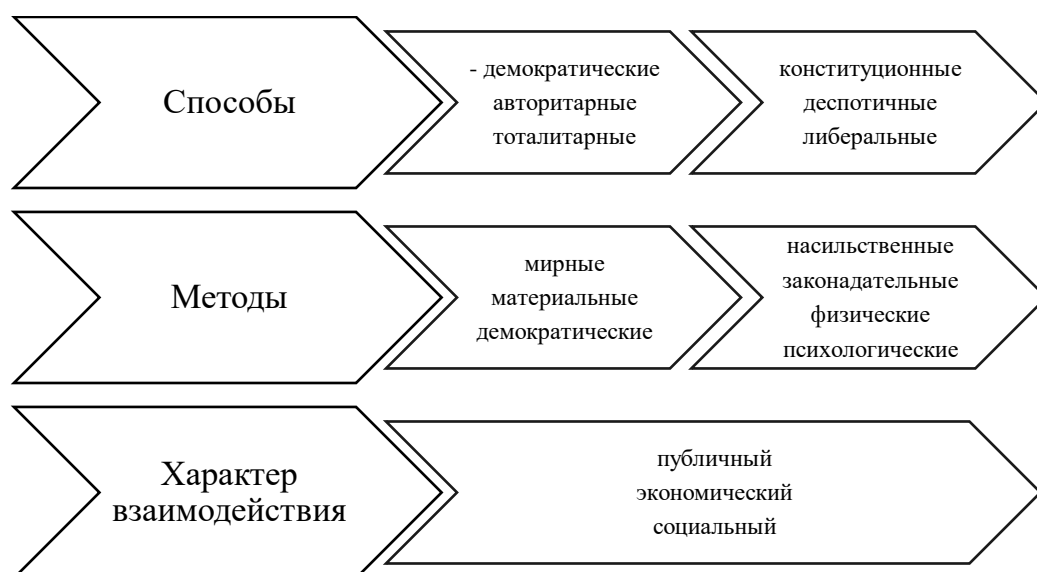 Способы
- демократические
авторитарные
тоталитарные
конституционные
деспотичные
либеральные
Методы
мирные
материальные
демократические
насильственные
законадательные
физические
психологические
Характер
взаимодействия
публичный
экономический
социальный